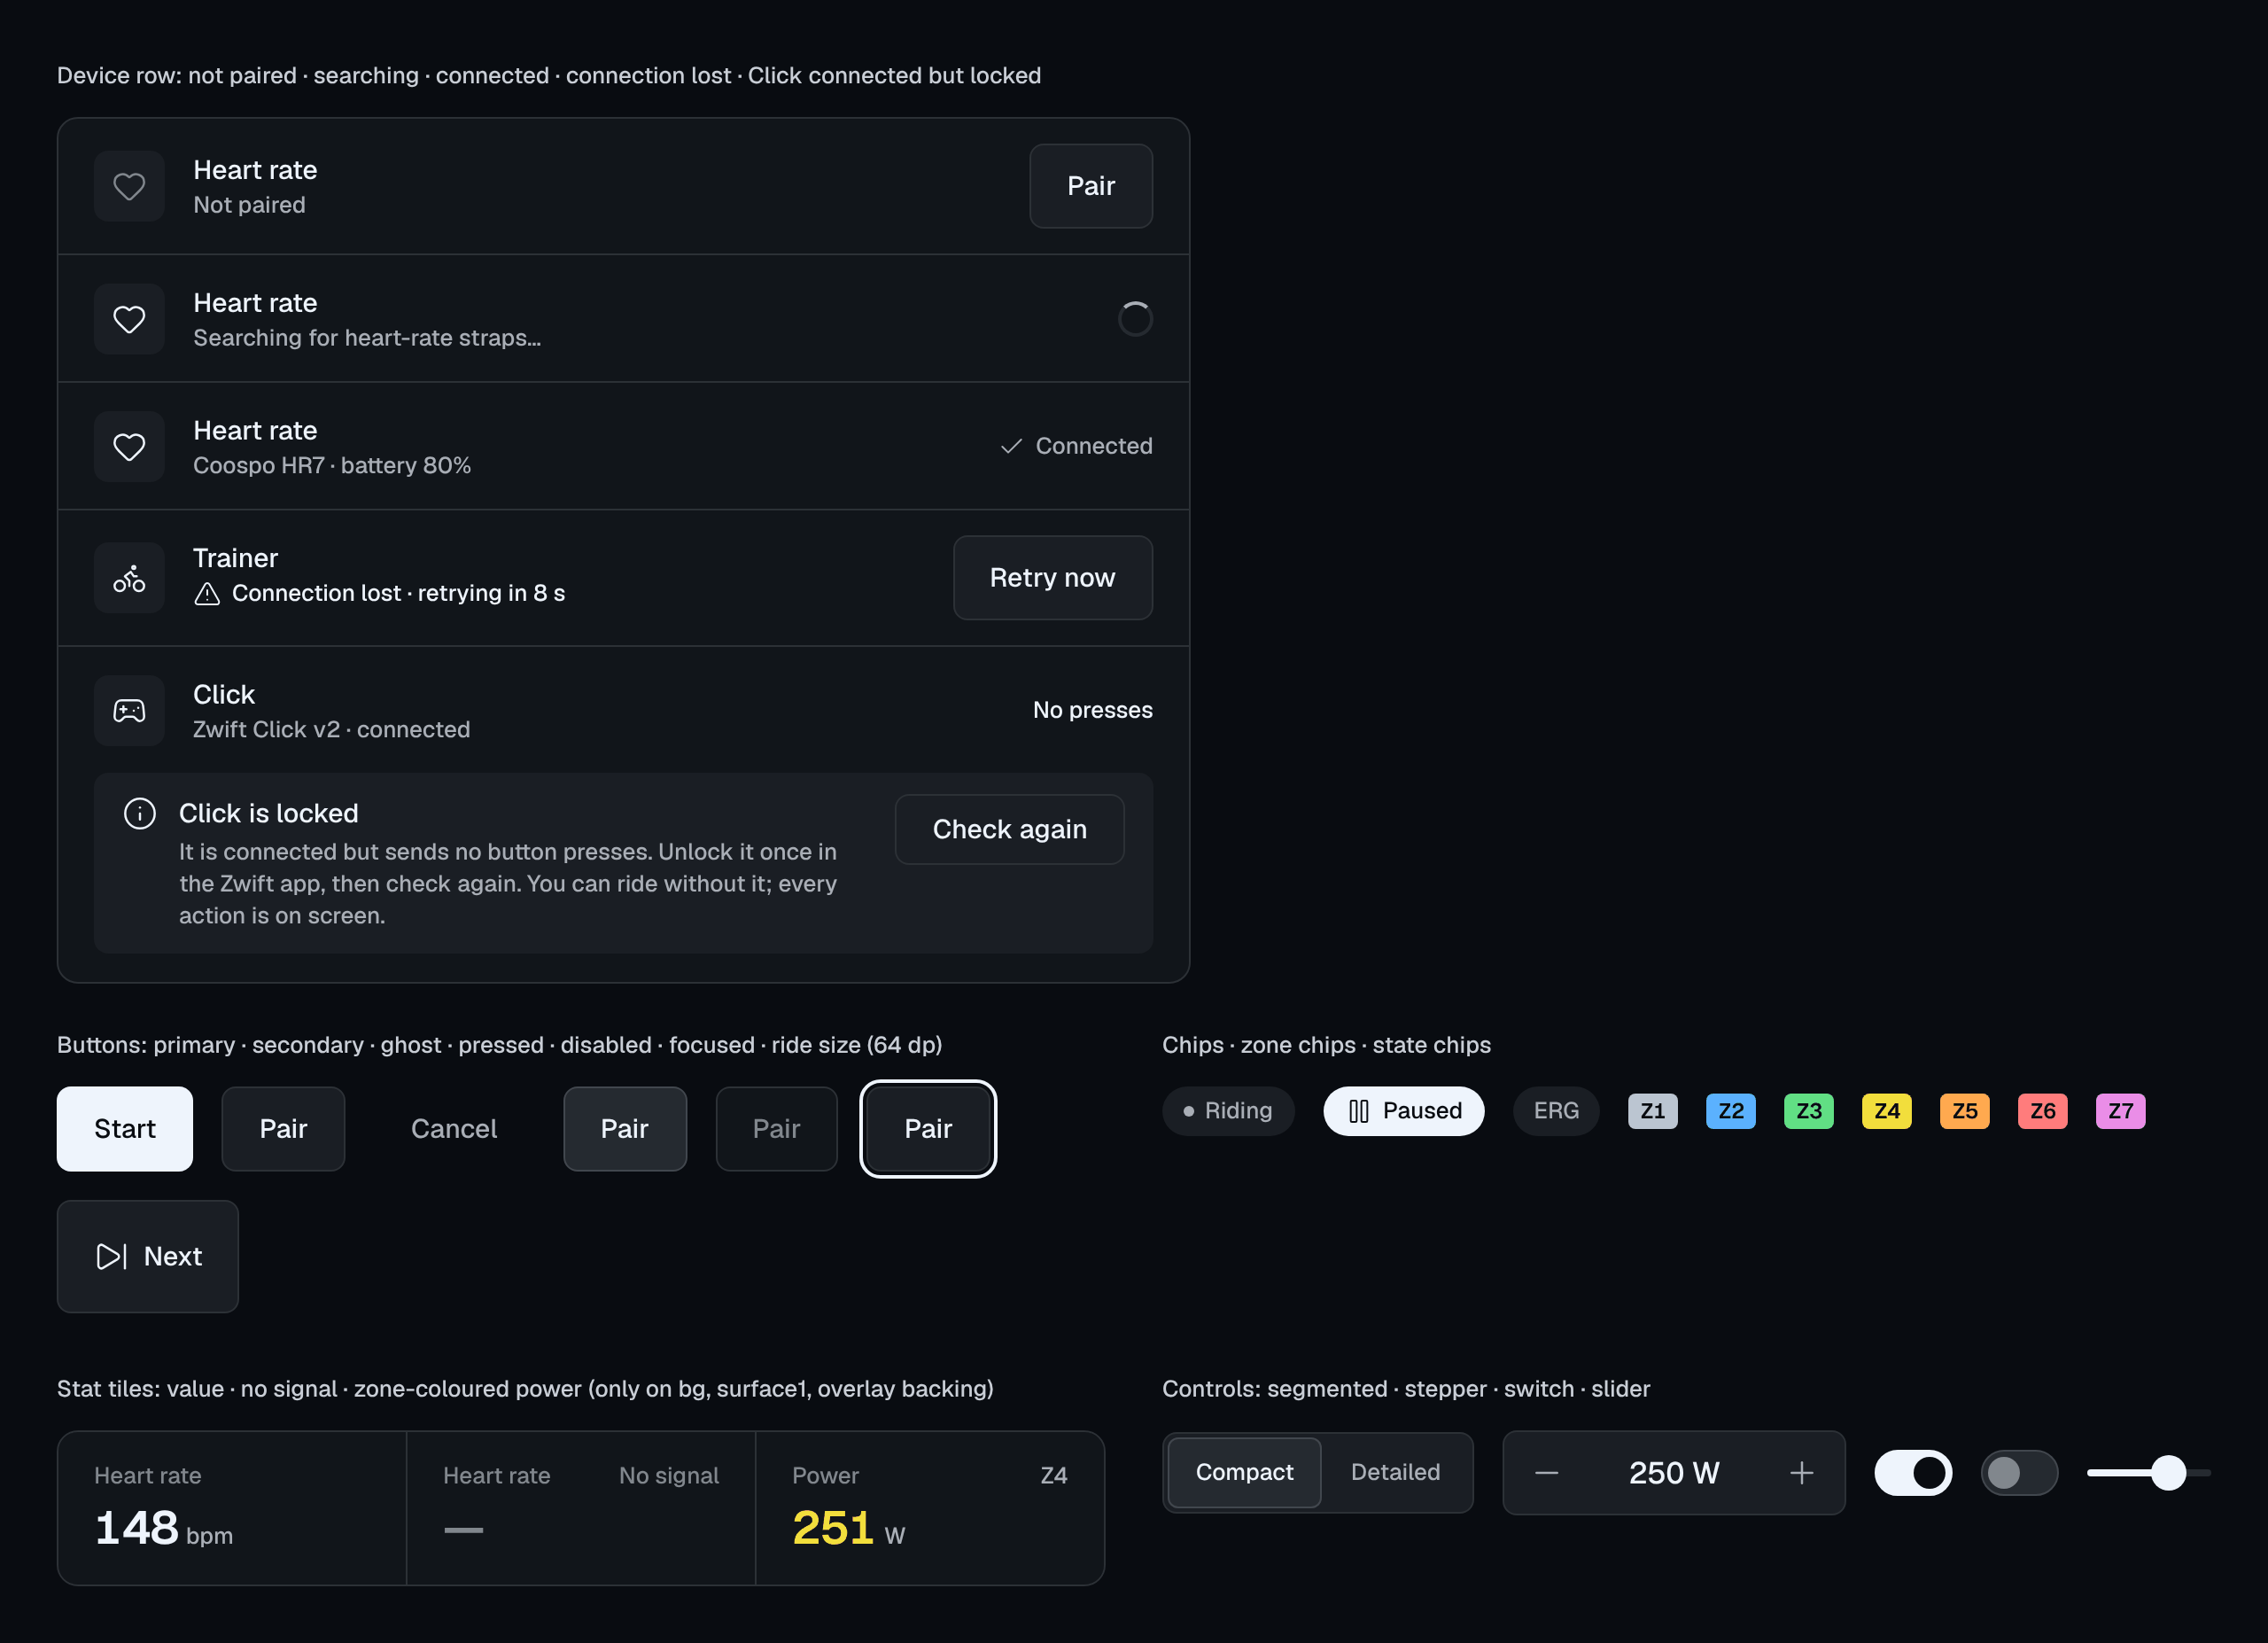 Device row: not paired · searching · connected · connection lost · Click connected but locked
Heart rate
Not paired
Pair
Heart rate
Searching for heart-rate straps…
Heart rate
Coospo HR7 · battery 80%
Connected
Trainer
Connection lost · retrying in 8 s
Retry now
Click
Zwift Click v2 · connected
No presses
Click is locked
It is connected but sends no button presses. Unlock it once in
the Zwift app, then check again. You can ride without it; every
action is on screen.
Check again
Buttons: primary · secondary · ghost · pressed · disabled · focused · ride size (64 dp)
Start
Pair
Cancel
Pair
Pair
Pair
Next
Chips · zone chips · state chips
Riding
Paused
ERG
Z1
Z2
Z3
Z4
Z5
Z6
Z7
Stat tiles: value · no signal · zone-coloured power (only on bg, surface1, overlay backing)
Heart rate
148 bpm
Heart rate
No signal
—
Power
Z4
251 W
Controls: segmented · stepper · switch · slider
Compact
Detailed
− 250 W +